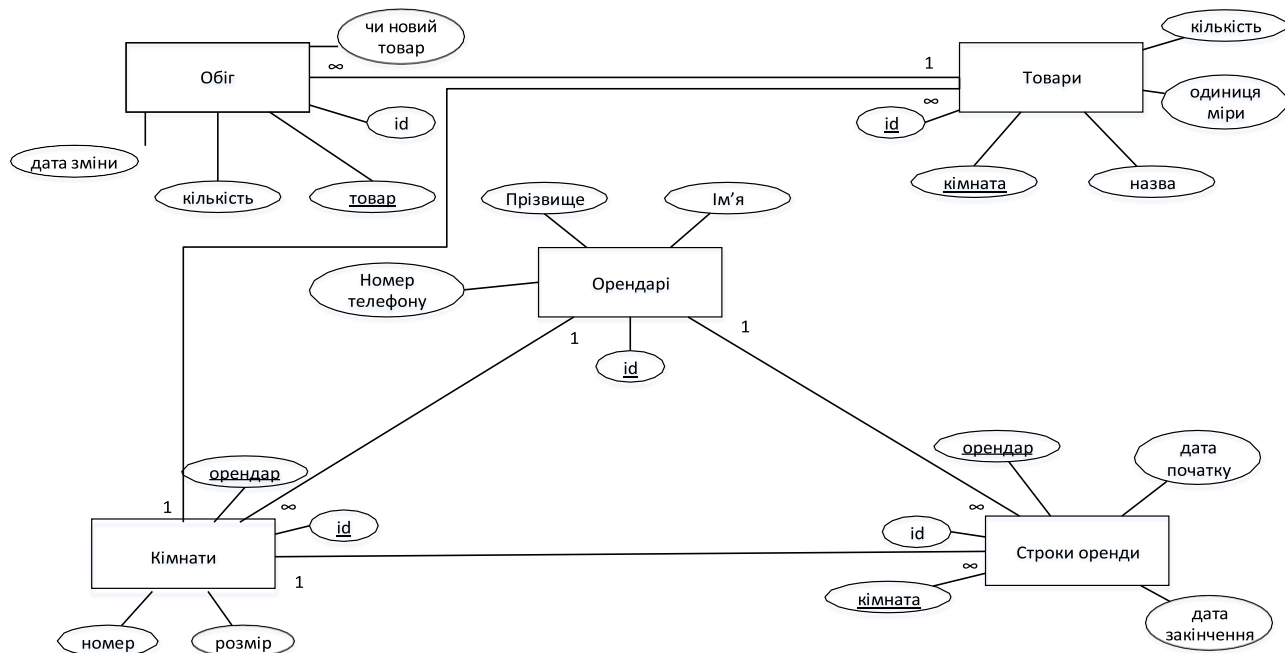 чи новий
товар
Обіг
∞
1
Товари
кількість
одиниця
міри
∞
id
id
дата зміни
кількість
товар
кімната
назва
Прізвище
Ім’я
Номер
телефону
Орендарі
1
1
id
орендар
орендар
дата
початку
1
∞
id
∞
id
Кімнати
Строки оренди
1
∞
кімната
номер
розмір
дата
закінчення